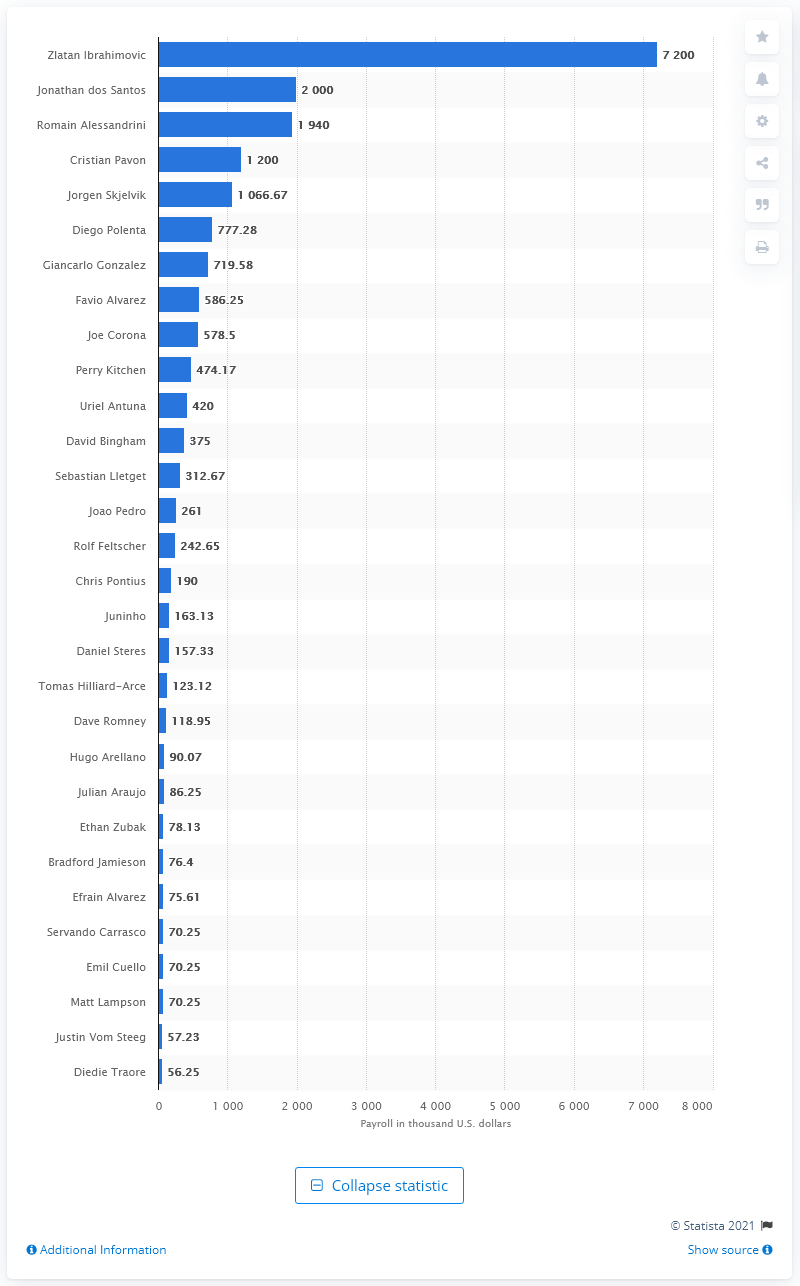 Zlatan Ibrahimovic 7 200
Jonathan dos Santos 2 000
Romain Alessandrini 1 940
Cristian Pavon 1 200
Jorgen Skjelvik 1 066.67
Diego Polenta 777.28
Giancarlo Gonzalez 719.58
Favio Alvarez 586.25
Joe Corona 578.5
Perry Kitchen 474.17
Uriel Antuna 420
David Bingham 375
Sebastian Lletget 312.67
Joao Pedro 261
Rolf Feltscher 242.65
Chris Pontius 190
Juninho 163.13
Daniel Steres 157.33
Tomas Hilliard-Arce 123.12
Dave Romney 118.95
Hugo Arellano 90.07
Julian Araujo 86.25
Ethan Zubak 78.13
Bradford Jamieson 76.4
Efrain Alvarez 75.61
Servando Carrasco 70.25
Emil Cuello 70.25
Matt Lampson 70.25
Justin Vom Steeg 57.23
Diedie Traore 56.25
0 1 000 2 000 3 000 4 000 5 000 6 000 7 000 8 000
Payroll in thousand U.S. dollars
Collapse statistic
© Statista 2021
Additional Information Show source